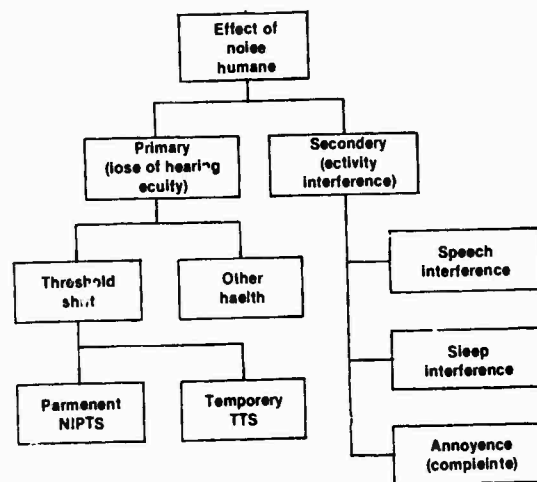 Effect of
noise
humane
Primary
(lose of hearing
ecuity)
Secondery
(ectivity
interference)
Threshold
shift
Other
haelth
Speech
interference
Sleep
interference
Parmenent
NIPTS
Temporery
TTS
Annoyence
(compleinte)